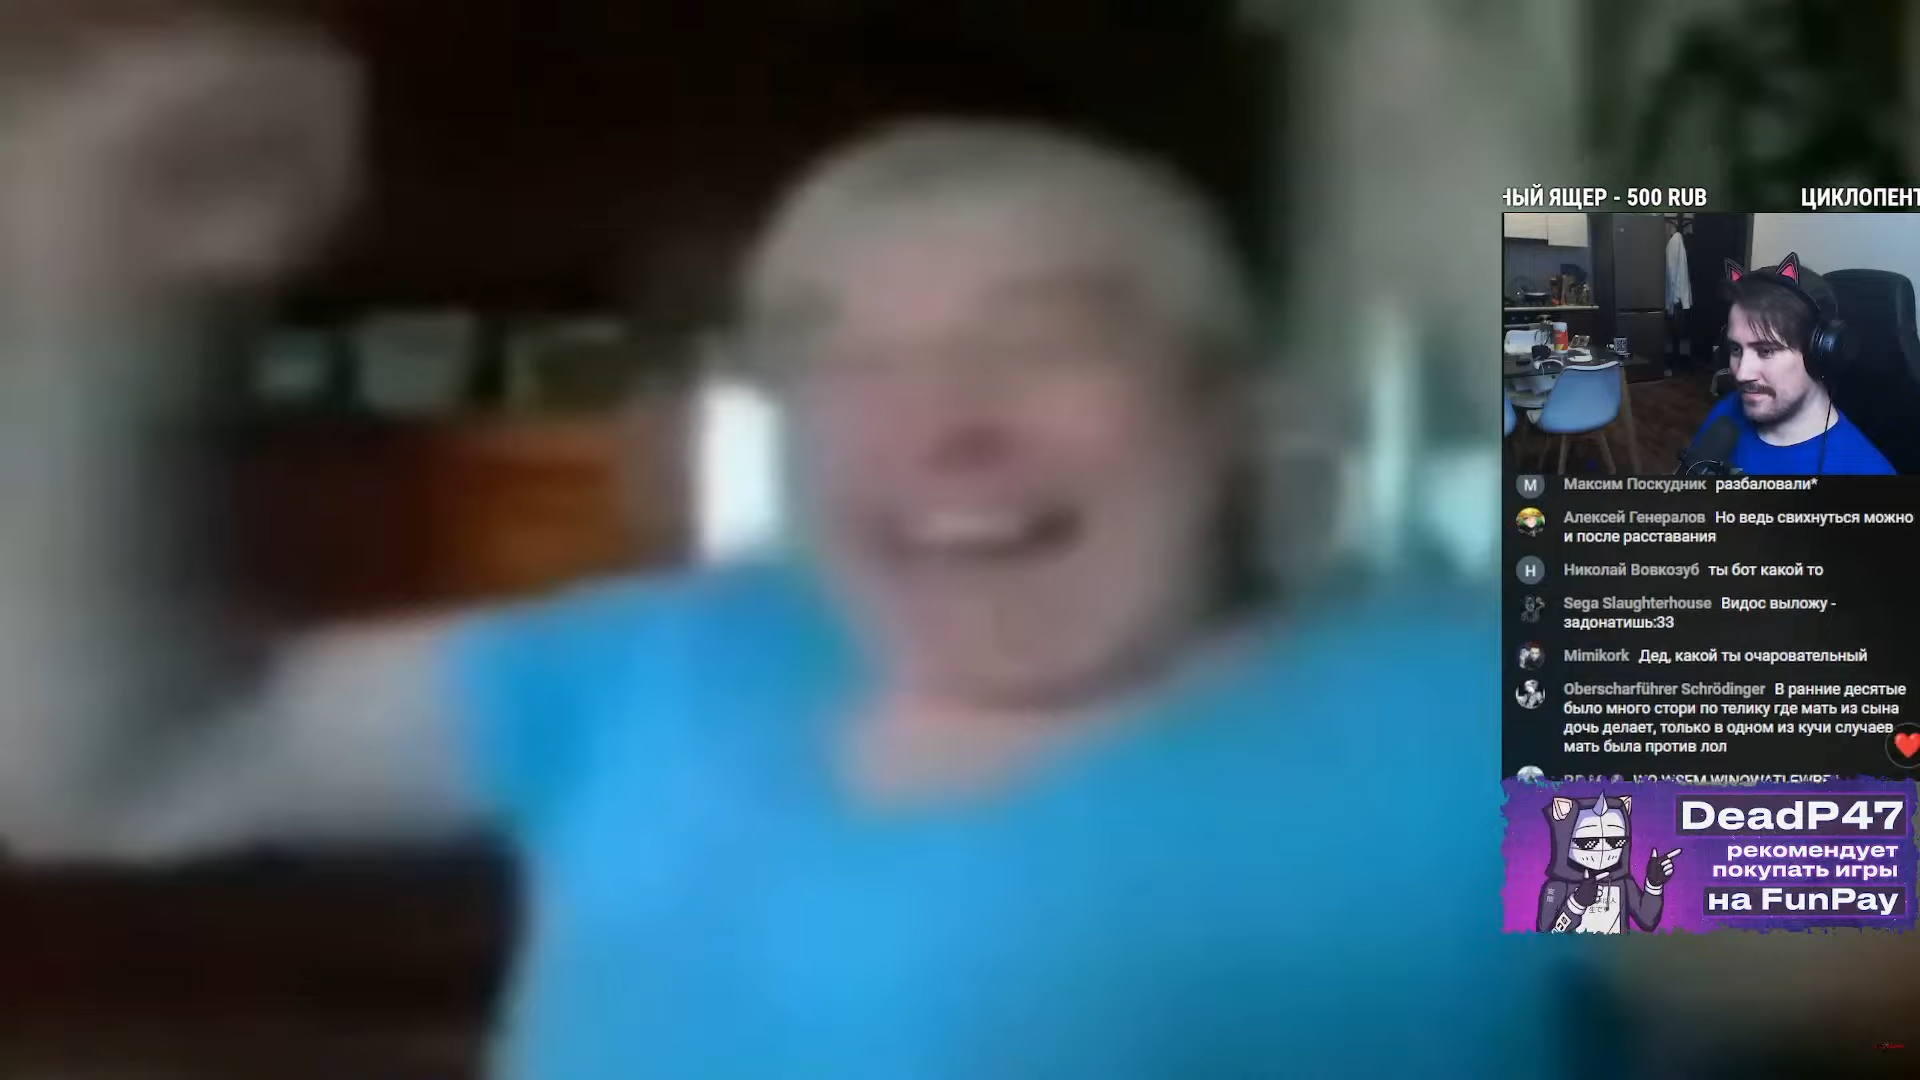 НЫЙ ЯЩЕР - 500 RUB
ЦИКЛОПЕНТ
М Максим Поскудник разбаловали*
Алексей Генералов Но ведь свихнуться можно
и после расставания
Н Николай Вовкозуб ты бот какой то
Sega Slaughterhouse Видос выложу -
задонатишь:33
Mimikork Дед, какой ты очаровательный
Oberscharführer Schrödinger В ранние десятые
было много стори по телику где мать из сына
дочь делает, только в одном из кучи случаев
мать была против лол
DeadP47
рекомендует
покупать игры
на FunPay